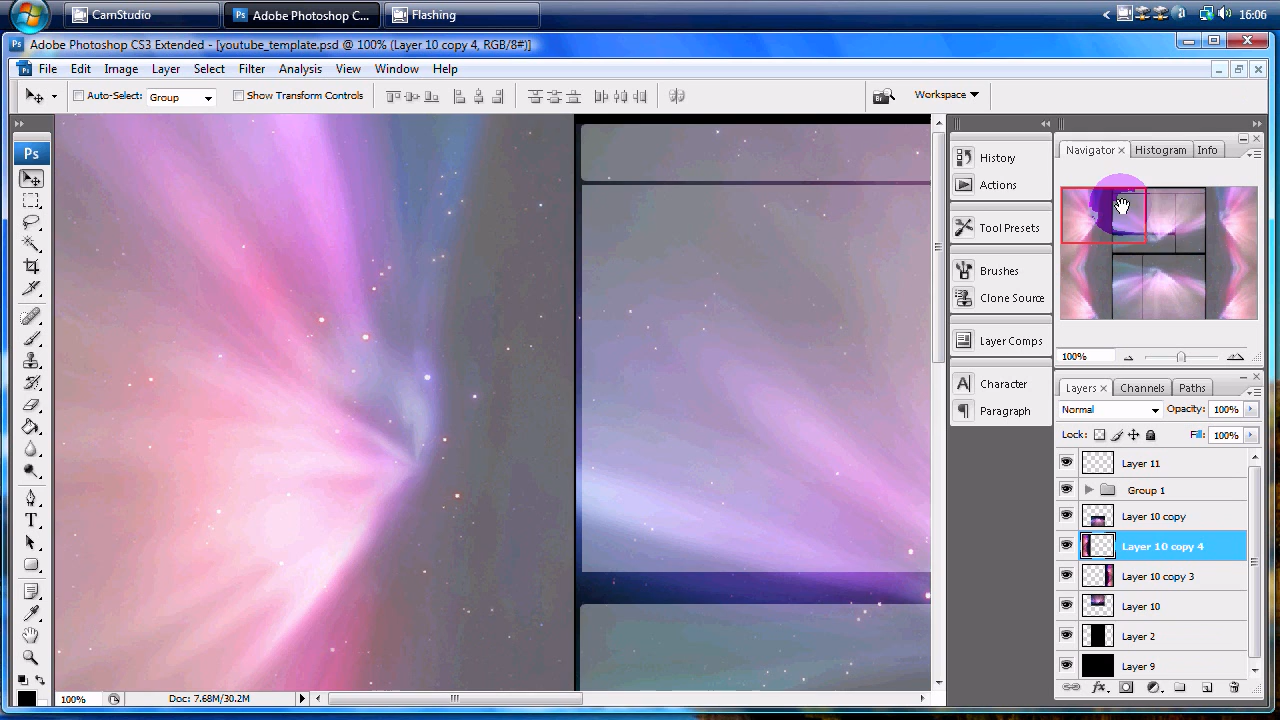 CamStudio
Adobe Photoshop C...
Flashing
16:06
Adobe Photoshop CS3 Extended - [youtube_template.psd @ 100% (Layer 10 copy 4, RGB/8#)]
File Edit Image Layer Select Filter Analysis View Window Help
Auto-Select: Group Show Transform Controls Workspace
Ps
History
Actions
Tool Presets
Brushes
Clone Source
Layer Comps
Character
Paragraph
Navigator Histogram Info
100%
Layers Channels Paths
Normal Opacity: 100%
Lock: Fill: 100%
Layer 11
Group 1
Layer 10 copy
Layer 10 copy 4
Layer 10 copy 3
Layer 10
Layer 2
Layer 9
100% Doc: 7.68M/30.2M